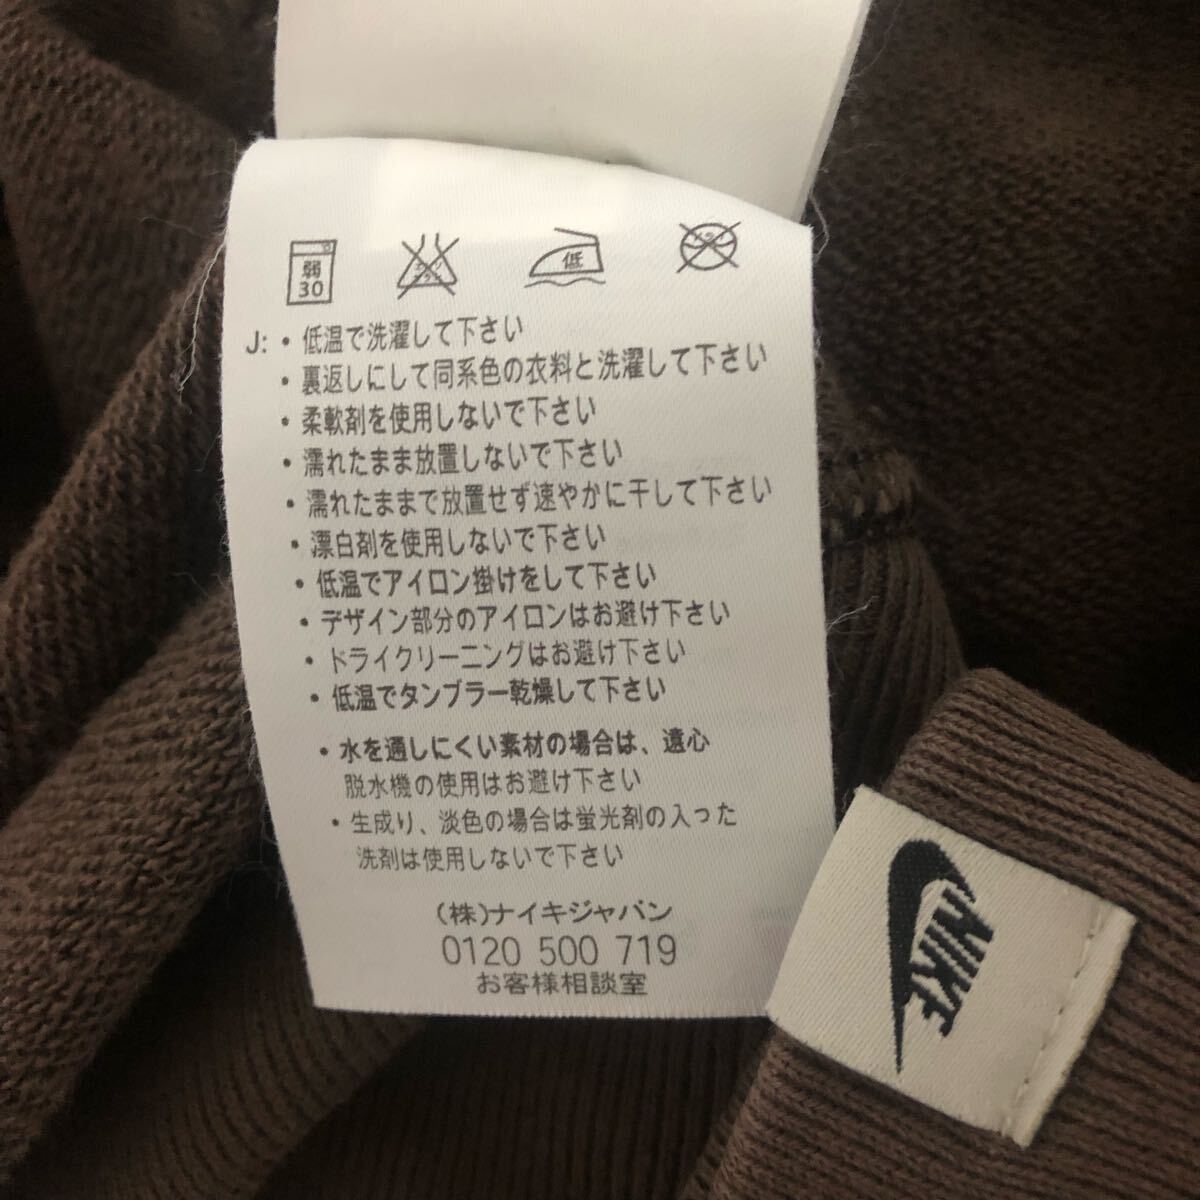 弱
30
エンソ
サラシ
低
ドライ
J: • 低温で洗濯して下さい
• 裏返しにして同系色の衣料と洗濯して下さい
• 柔軟剤を使用しないで下さい
• 濡れたまま放置しないで下さい
• 濡れたままで放置せず速やかに干して下さい
• 漂白剤を使用しないで下さい
• 低温でアイロン掛けをして下さい
• デザイン部分のアイロンはお避け下さい
• ドライクリーニングはお避け下さい
• 低温でタンブラー乾燥して下さい
• 水を通しにくい素材の場合は、遠心
脱水機の使用はお避け下さい
• 生成り、淡色の場合は蛍光剤の入った
洗剤は使用しないで下さい
(株)ナイキジャパン
0120 500 719
お客様相談室
NIKE